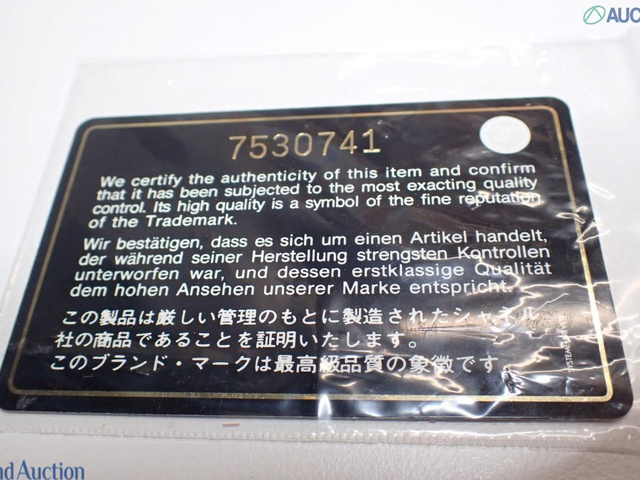 AUC
7530741
We certify the authenticity of this item and confirm
that it has been subjected to the most exacting quality
control. Its high quality is a symbol of the fine reputation
of the Trademark.
Wir bestätigen, dass es sich um einen Artikel handelt,
der während seiner Herstellung strengsten Kontrollen
unterworfen war, und dessen erstklassige Qualität
dem hohen Ansehen unserer Marke entspricht.
この製品は厳しい管理のもとに製造されたシャネル
社の商品であることを証明いたします。
このブランド・マークは最高級品質の象徴です
nd Auction